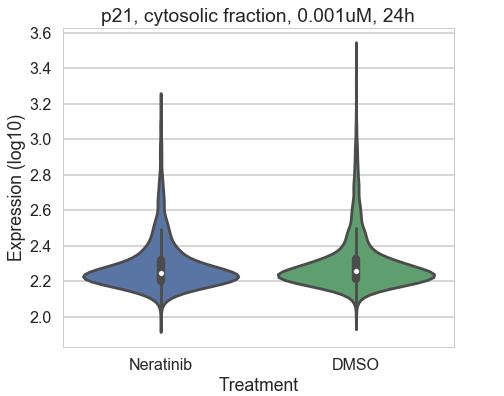 p21, cytosolic fraction, 0.001uM, 24h
3.6
3.4
3.2
3.0
2.8
2.6
2.4
2.2
2.0
Expression (log10)
Neratinib DMSO
Treatment